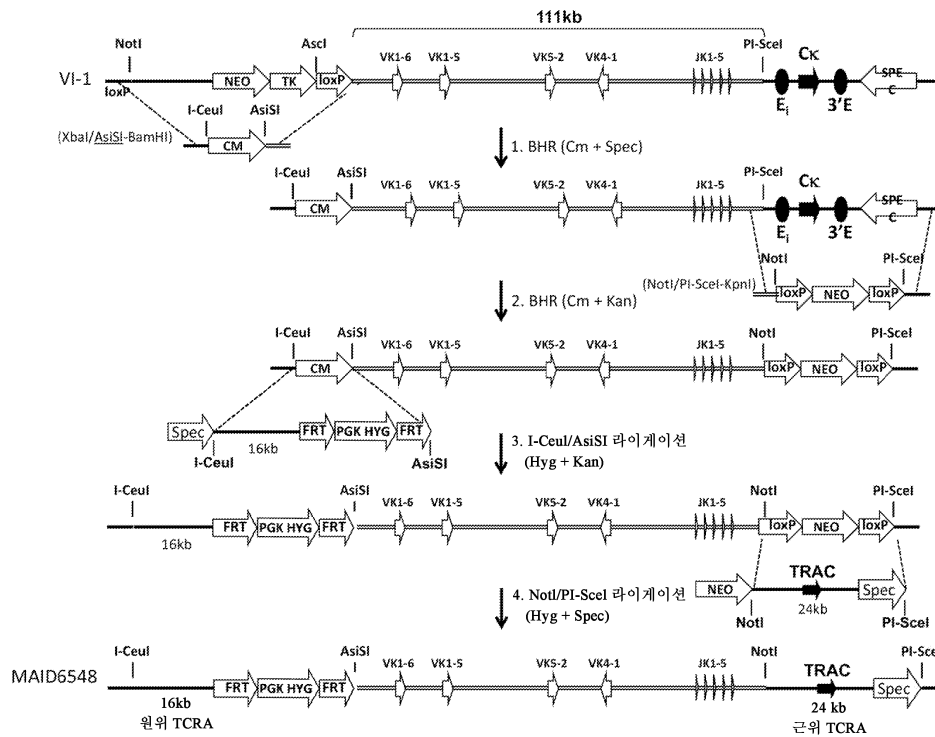 111kb
NotI AscI VK1-6 VK1-5 VK5-2 VK4-1 JK1-5 PI-SceI Cκ
VI-1 loxP NEO TK loxP Ei 3'E SPE C
I-CeuI AsiSI
(XbaI/AsiSI-BamHI) CM
1. BHR (Cm + Spec)
I-CeuI AsiSI VK1-6 VK1-5 VK5-2 VK4-1 JK1-5 PI-SceI Cκ
CM Ei 3'E SPE C
NotI PI-SceI
(NotI/PI-SceI-KpnI) loxP NEO loxP
2. BHR (Cm + Kan)
I-CeuI AsiSI VK1-6 VK1-5 VK5-2 VK4-1 JK1-5 NotI PI-SceI
CM loxP NEO loxP
Spec 16kb FRT PGK HYG FRT
I-CeuI AsiSI
3. I-CeuI/AsiSI 라이게이션
(Hyg + Kan)
I-CeuI AsiSI VK1-6 VK1-5 VK5-2 VK4-1 JK1-5 NotI PI-SceI
16kb FRT PGK HYG FRT loxP NEO loxP
4. NotI/PI-SceI 라이게이션
(Hyg + Spec)
NEO TRAC 24kb Spec
NotI PI-SceI
I-CeuI AsiSI VK1-6 VK1-5 VK5-2 VK4-1 JK1-5 NotI PI-SceI
MAID6548 FRT PGK HYG FRT TRAC Spec
16kb 24 kb
원위 TCRA 근위 TCRA